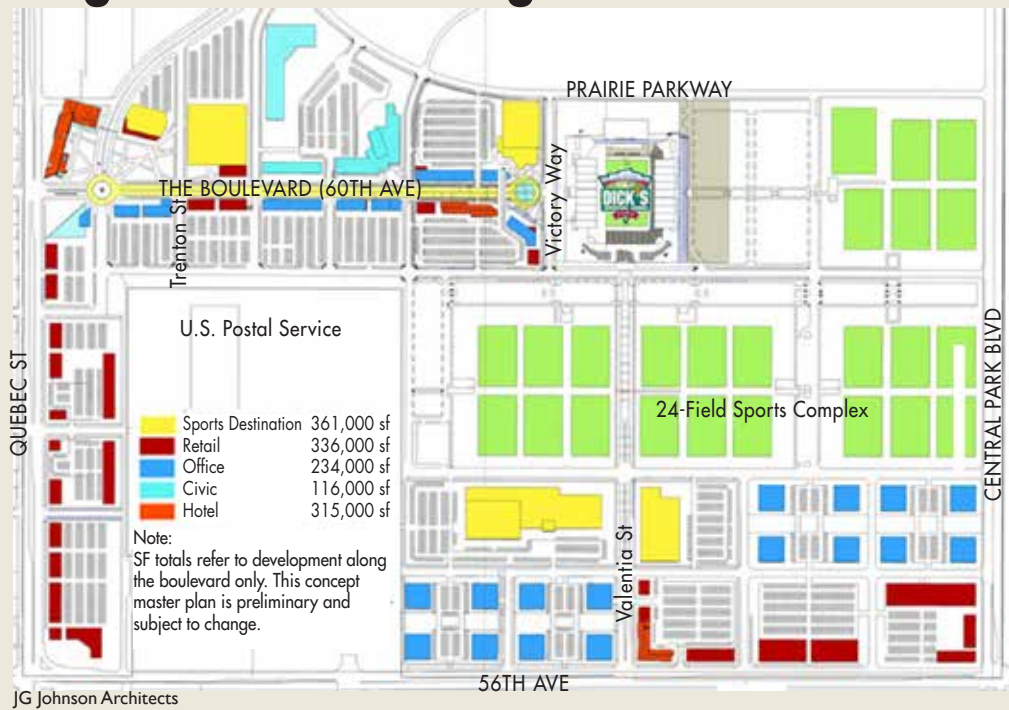 PRAIRIE PARKWAY
THE BOULEVARD (60TH AVE)
Victory Way
DICK'S
Trenton St
U.S. Postal Service
QUEBEC ST
CENTRAL PARK BLVD
24-Field Sports Complex
Sports Destination 361,000 sf
Retail 336,000 sf
Office 234,000 sf
Civic 116,000 sf
Hotel 315,000 sf
Note:
SF totals refer to development along
the boulevard only. This concept
master plan is preliminary and
subject to change.
Valentia St
56TH AVE
JG Johnson Architects